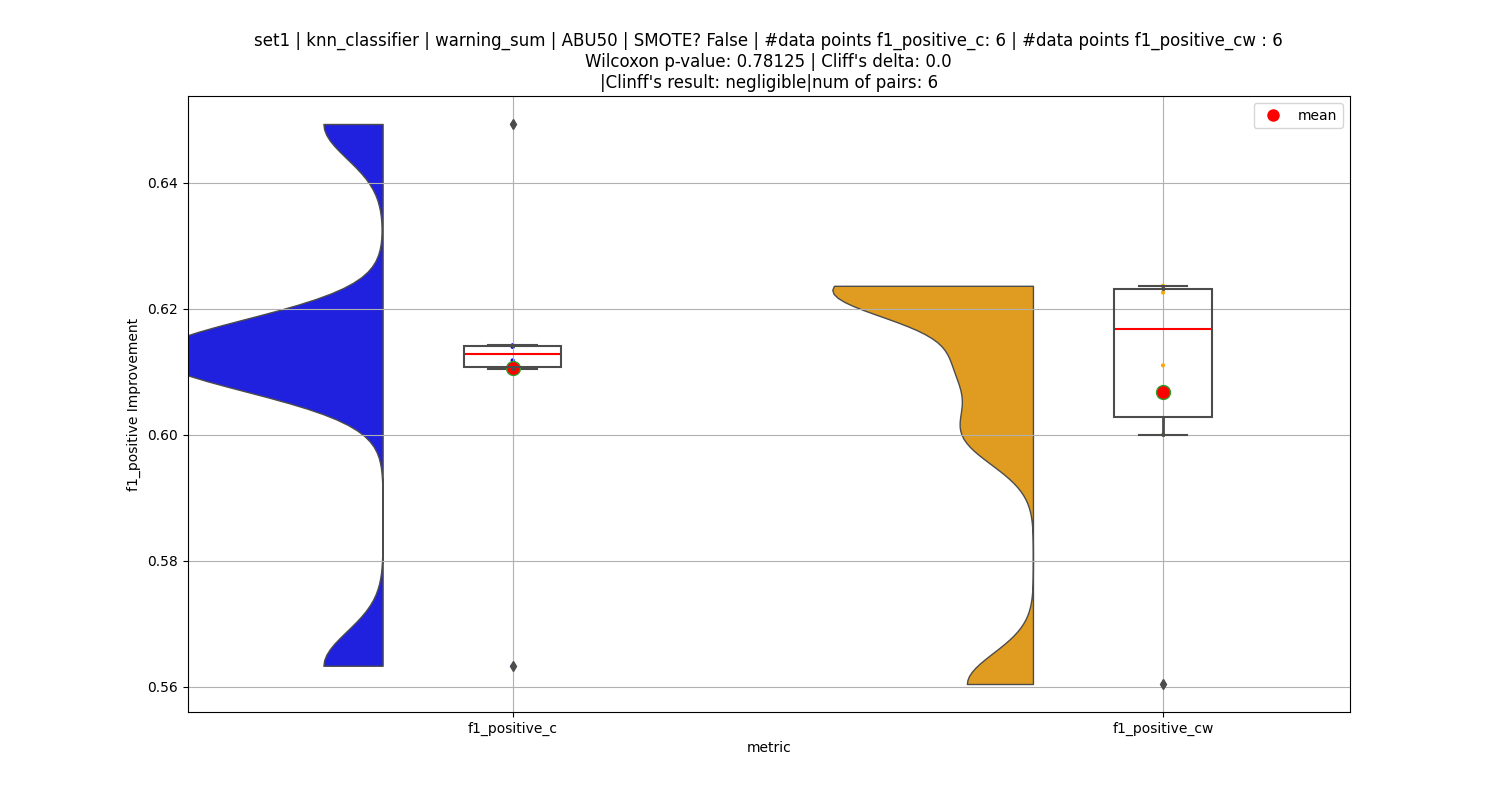 set1 | knn_classifier | warning_sum | ABU50 | SMOTE? False | #data points f1_positive_c: 6 | #data points f1_positive_cw : 6
Wilcoxon p-value: 0.78125 | Cliff's delta: 0.0
|Clinff's result: negligible|num of pairs: 6
mean
0.64
0.62
0.60
0.58
0.56
f1_positive Improvement
f1_positive_c
f1_positive_cw
metric